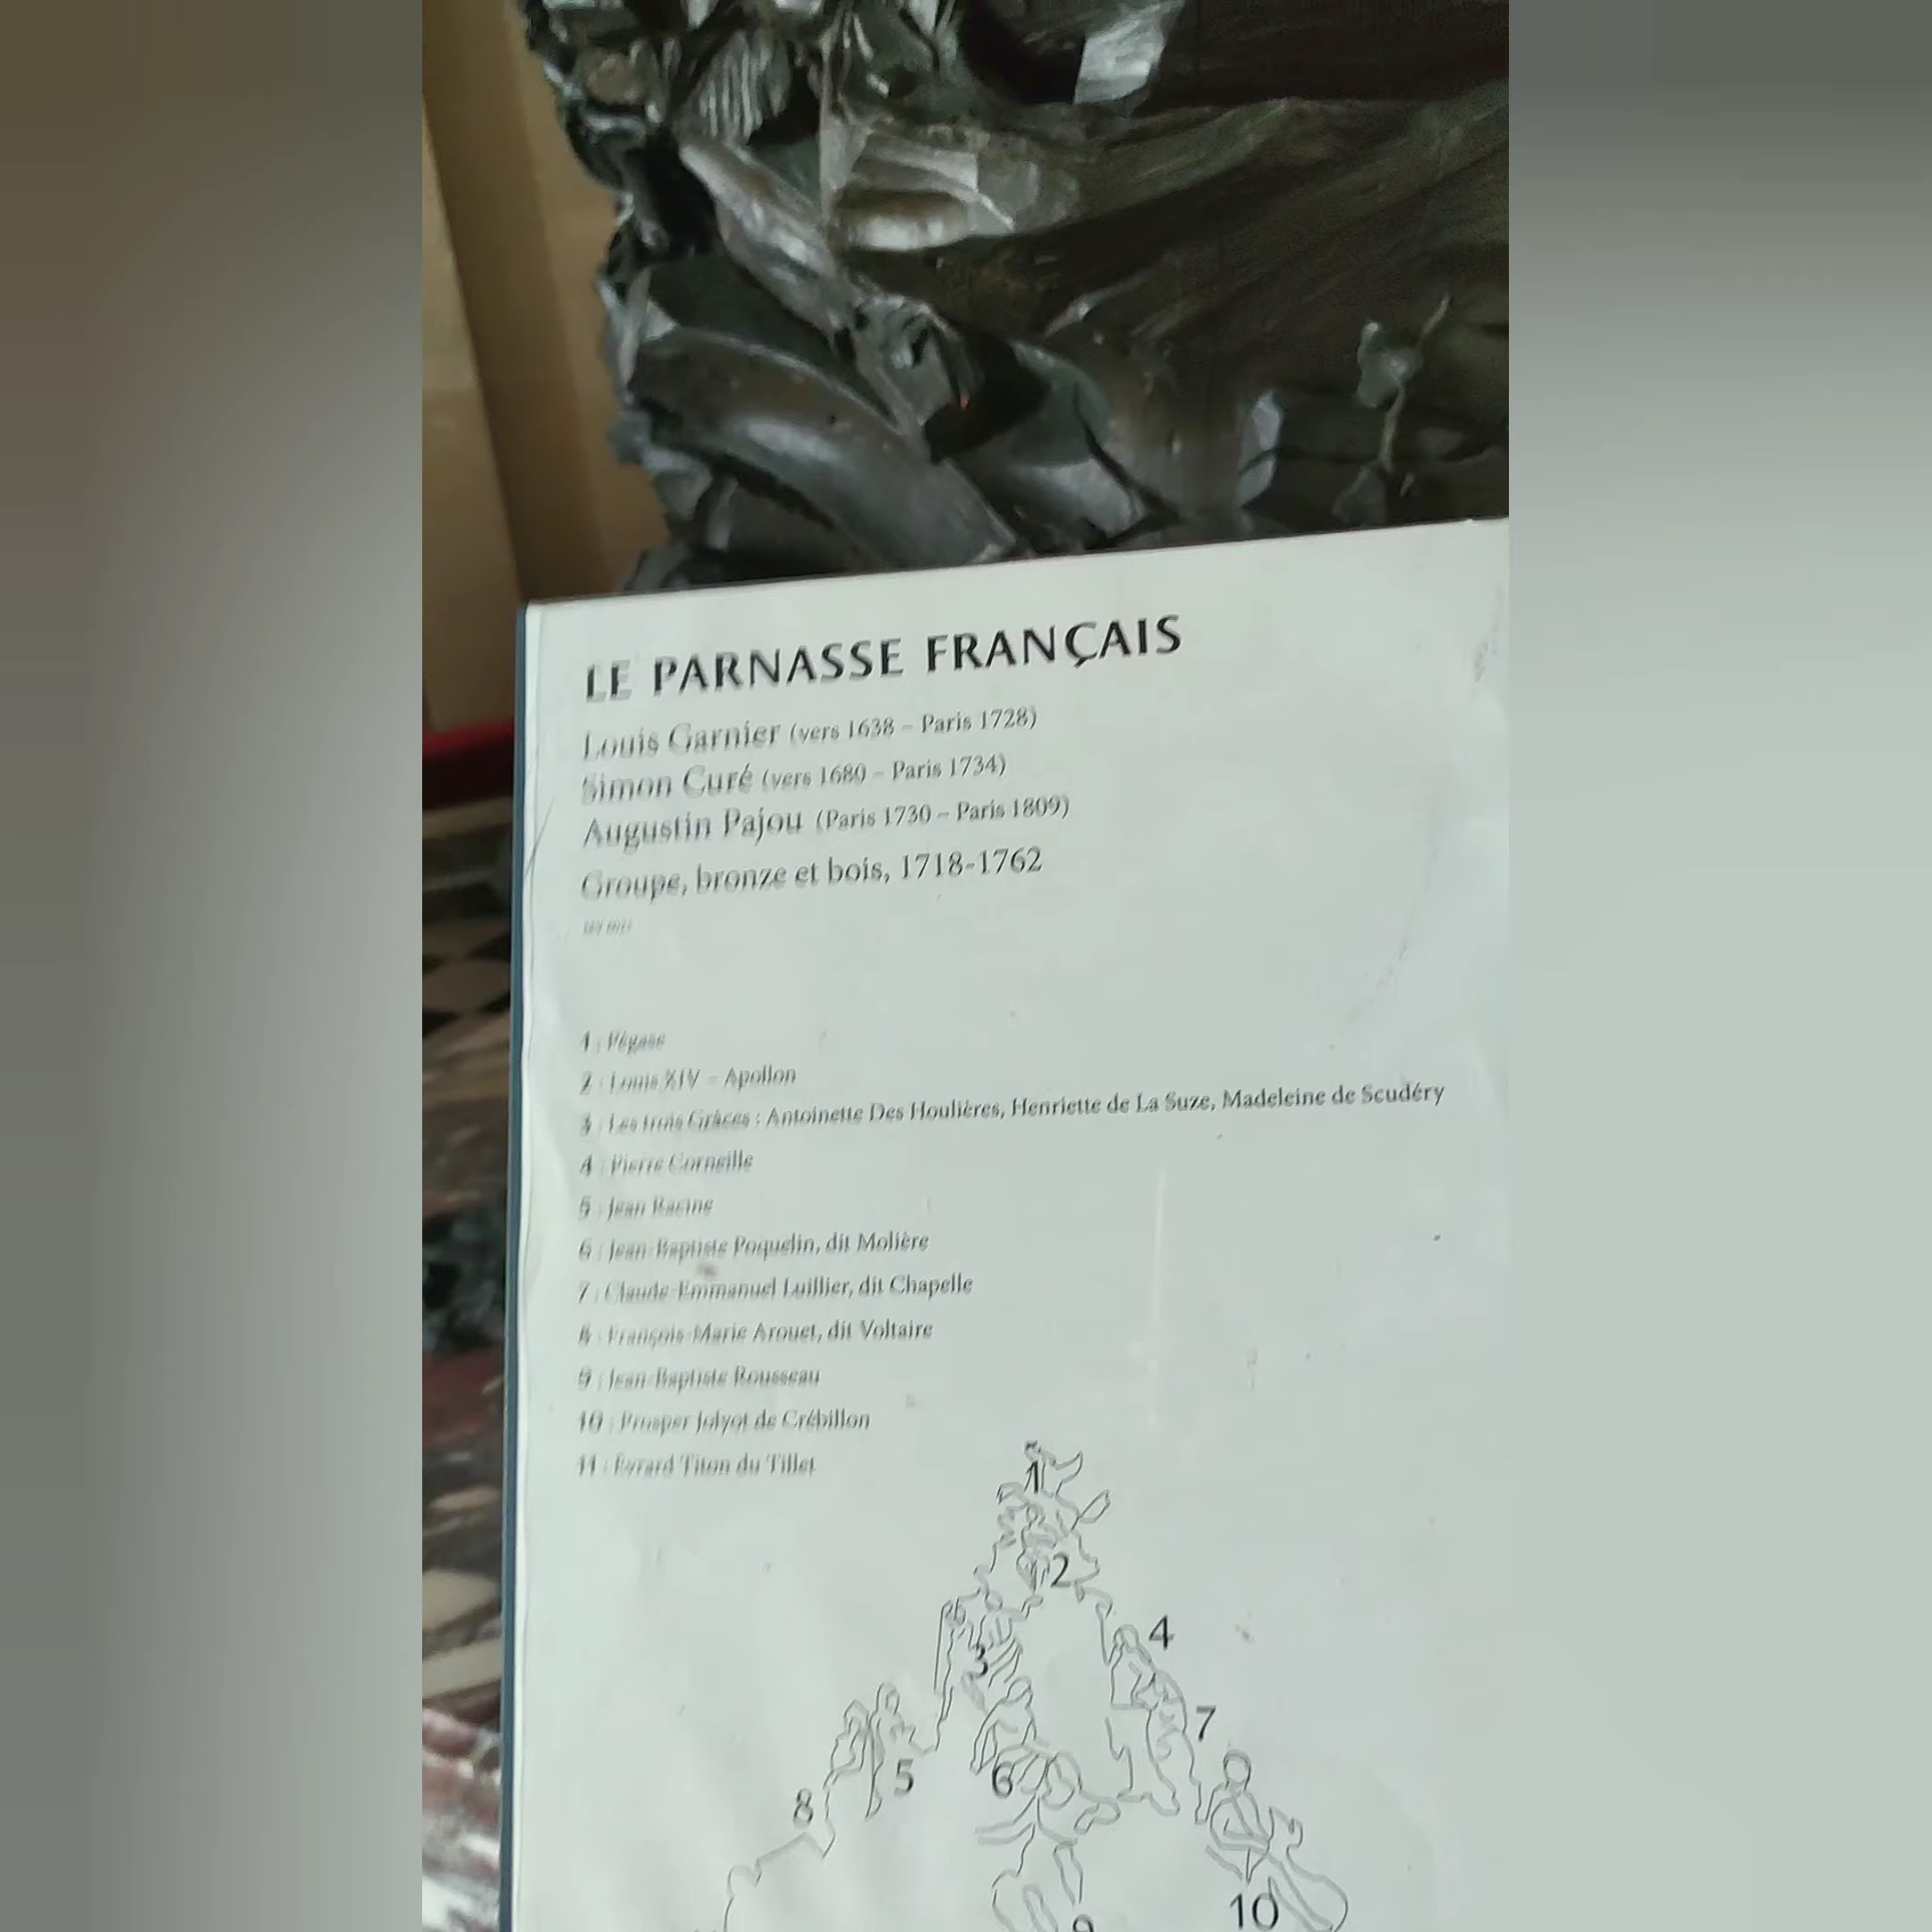 LE PARNASSE FRANÇAIS
Louis Garnier (vers 1638 – Paris 1728)
Simon Curé (vers 1680 – Paris 1734)
Augustin Pajou (Paris 1730 – Paris 1809)
Groupe, bronze et bois, 1718-1762
1 : Pégase
2 : Louis XIV – Apollon
3 : Les trois Grâces : Antoinette Des Houlières, Henriette de La Suze, Madeleine de Scudéry
4 : Pierre Corneille
5 : Jean Racine
6 : Jean-Baptiste Poquelin, dit Molière
7 : Claude-Emmanuel Luillier, dit Chapelle
8 : François-Marie Arouet, dit Voltaire
9 : Jean-Baptiste Rousseau
10 : Prosper Jolyot de Crébillon
11 : Evrard Titon du Tillet
1
2
4
3
7
5
6
8
10
9